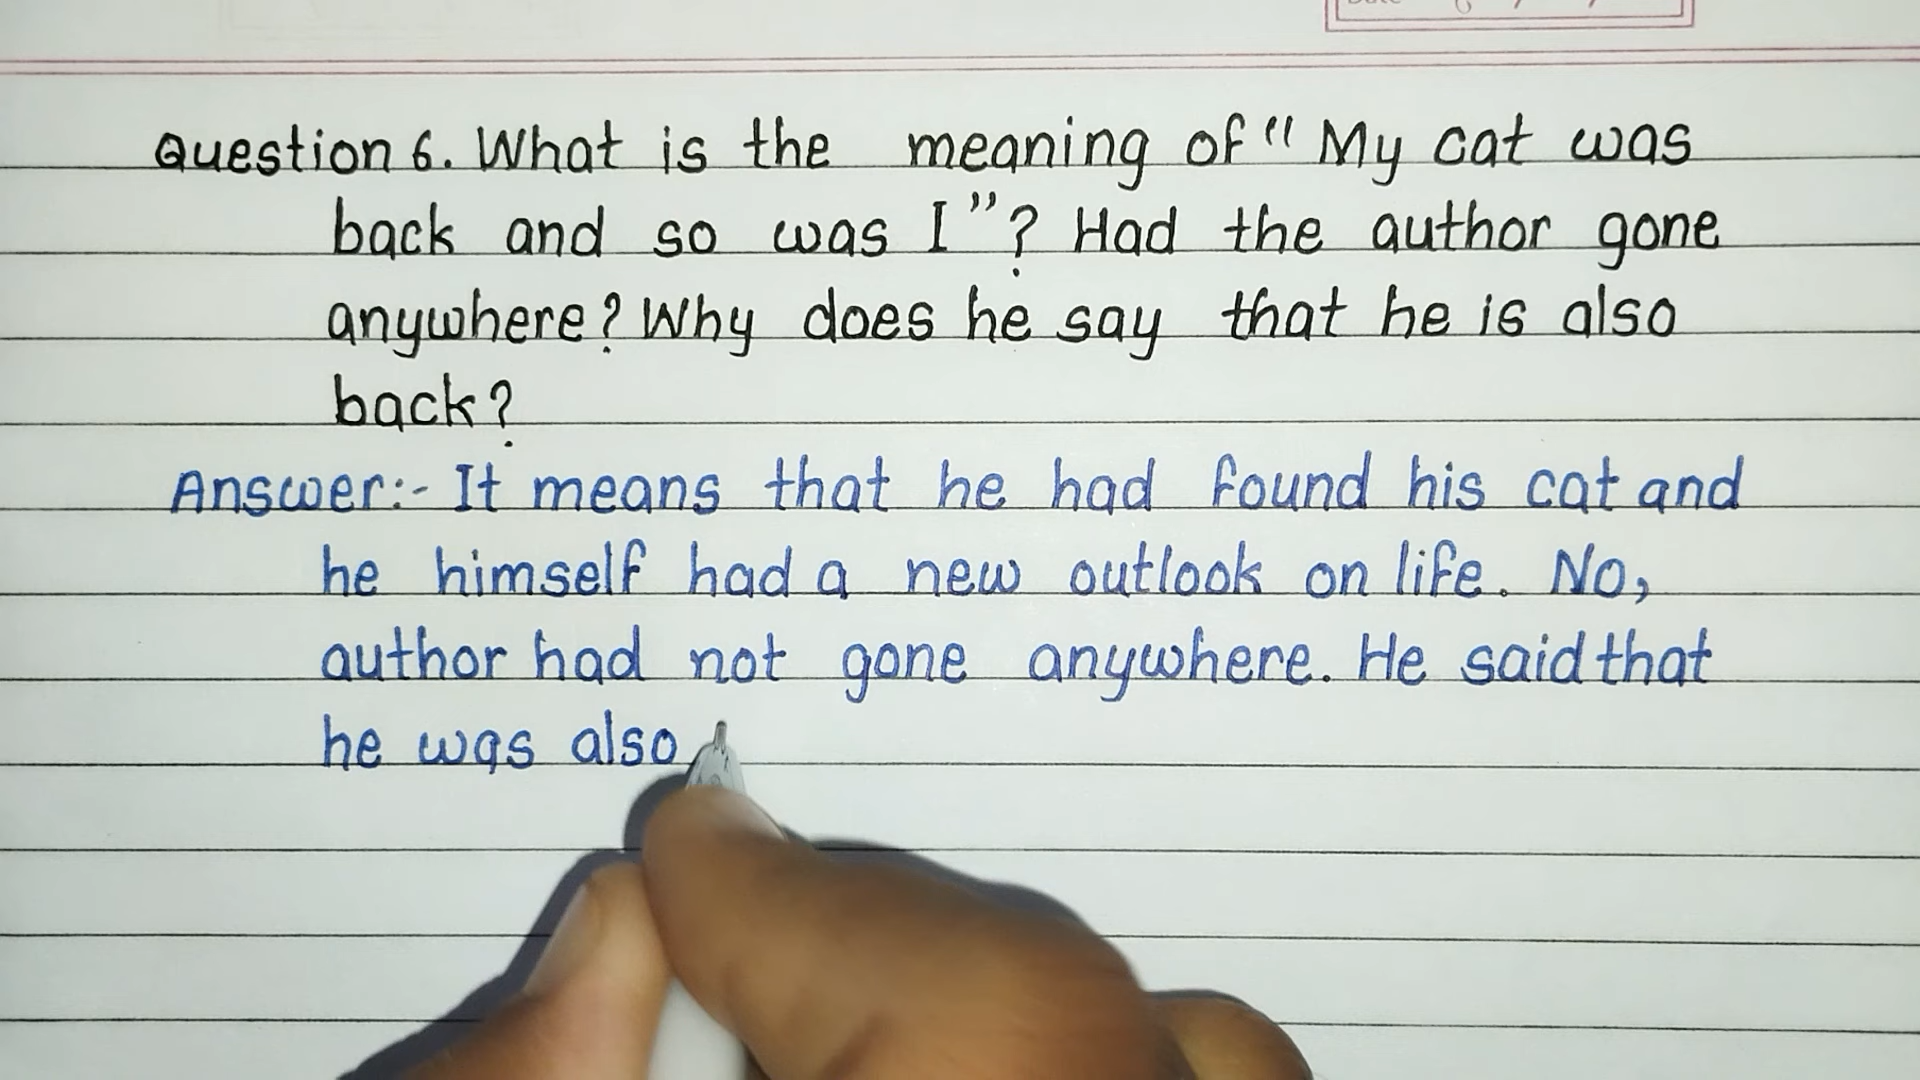 Question 6. What is the meaning of " My cat was
back and so was I "? Had the author gone
anywhere? Why does he say that he is also
back?
Answer:- It means that he had found his cat and
he himself had a new outlook on life. No,
author had not gone anywhere. He said that
he was also